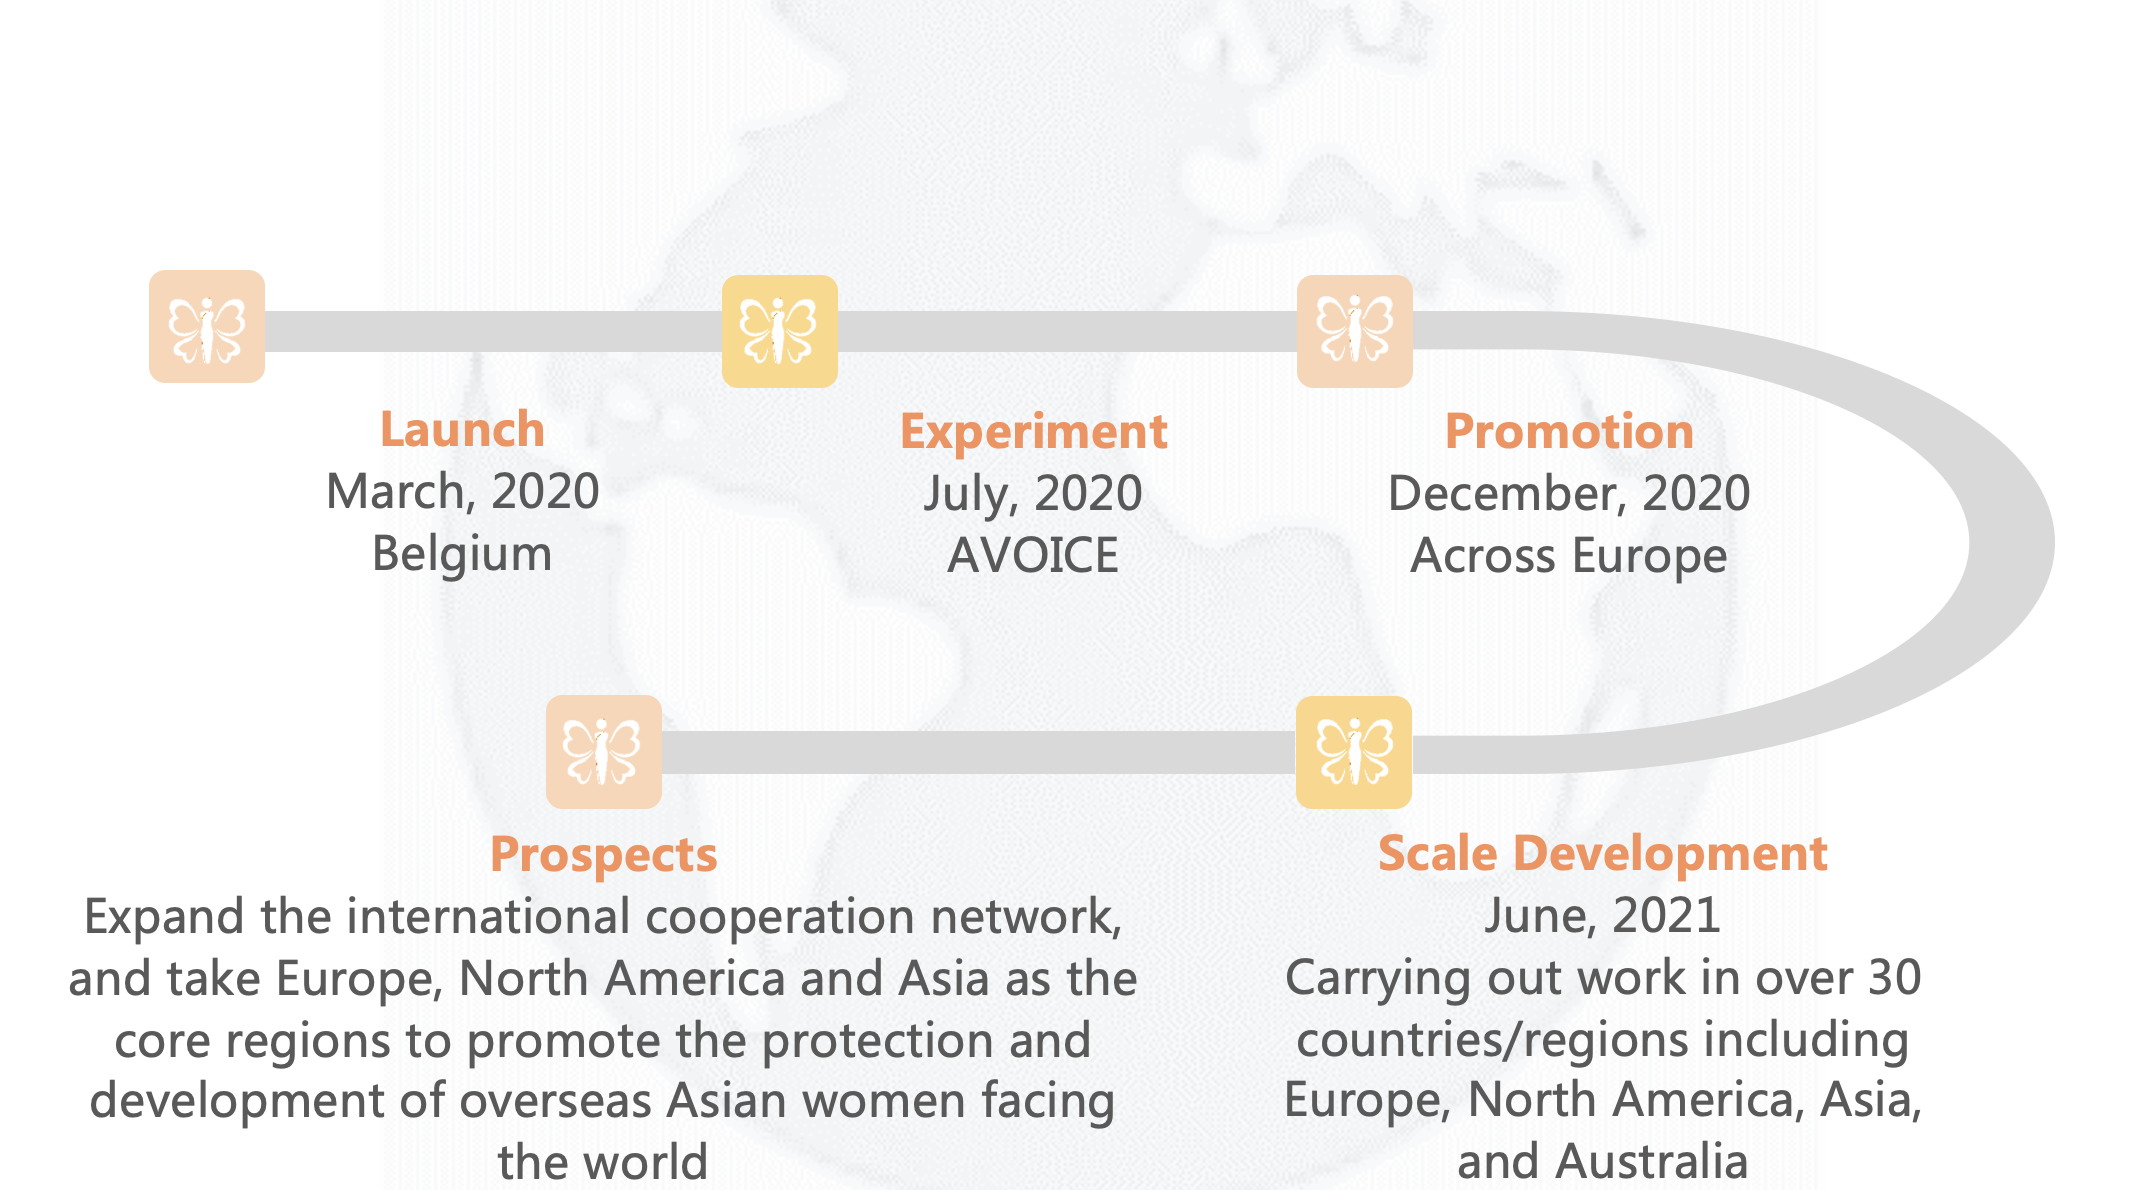 Launch
March, 2020
Belgium
Experiment
July, 2020
AVOICE
Promotion
December, 2020
Across Europe
Scale Development
June, 2021
Carrying out work in over 30
countries/regions including
Europe, North America, Asia,
and Australia
Prospects
Expand the international cooperation network,
and take Europe, North America and Asia as the
core regions to promote the protection and
development of overseas Asian women facing
the world